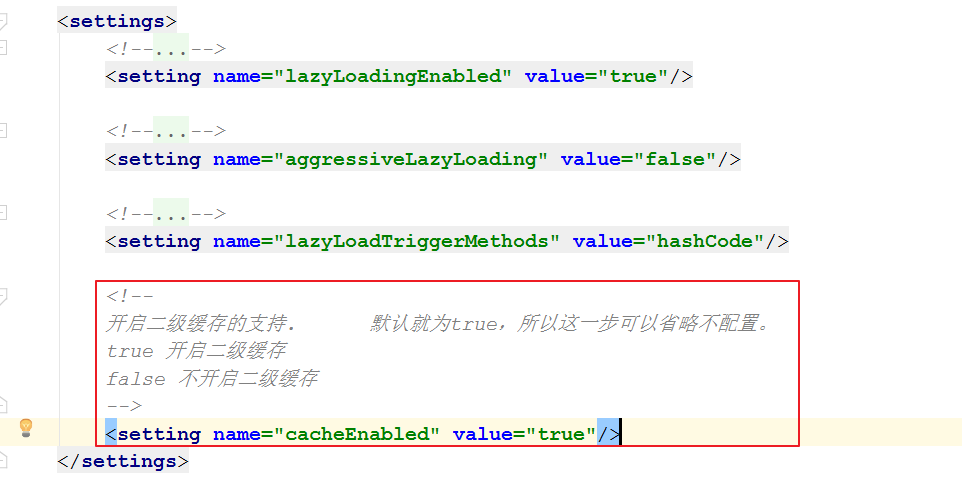 <settings>
<!--...-->
<setting name="lazyLoadingEnabled" value="true"/>
<!--...-->
<setting name="aggressiveLazyLoading" value="false"/>
<!--...-->
<setting name="lazyLoadTriggerMethods" value="hashCode"/>
<!--
开启二级缓存的支持. 默认就为true，所以这一步可以省略不配置。
true 开启二级缓存
false 不开启二级缓存
-->
<setting name="cacheEnabled" value="true"/>
</settings>